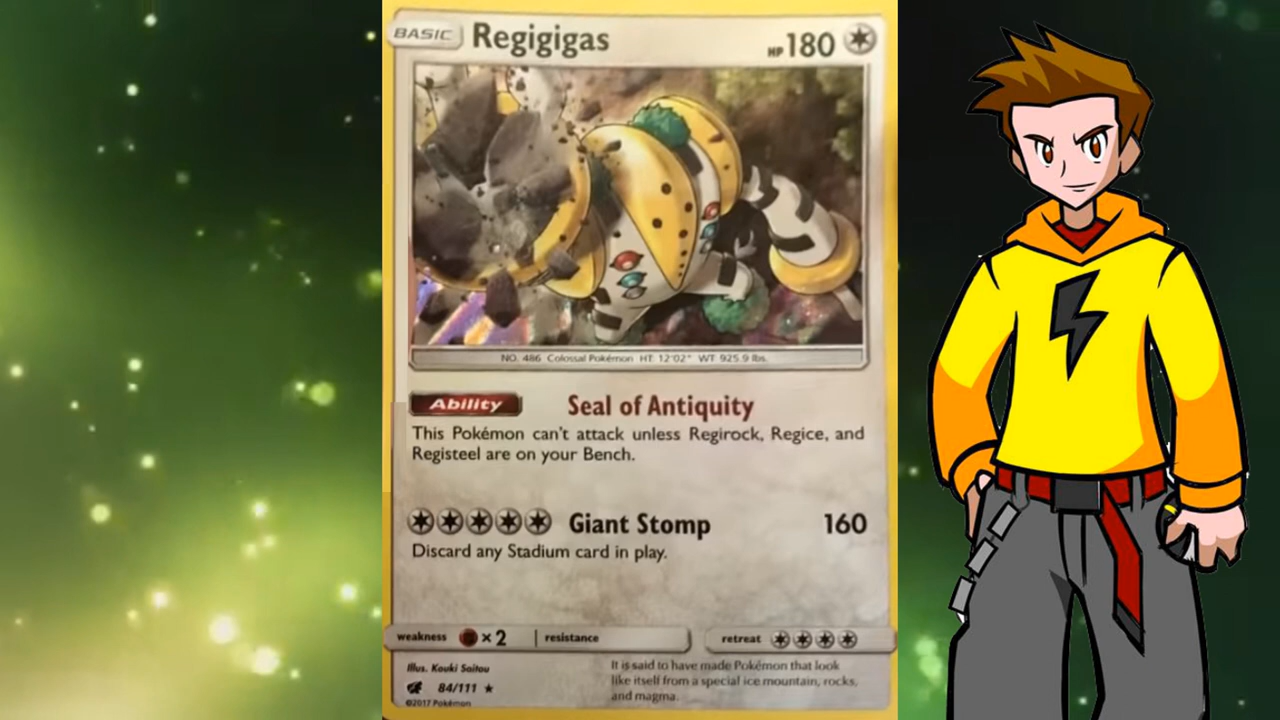 BASIC Regigigas HP 180
NO. 486 Colossal Pokémon HT: 12'02" WT: 925.9 lbs.
Ability Seal of Antiquity
This Pokémon can't attack unless Regirock, Regice, and
Registeel are on your Bench.
Giant Stomp 160
Discard any Stadium card in play.
weakness ×2 resistance retreat
Illus. Kouki Saitou
84/111 ★
©2017 Pokémon
It is said to have made Pokémon that look
like itself from a special ice mountain, rocks,
and magma.